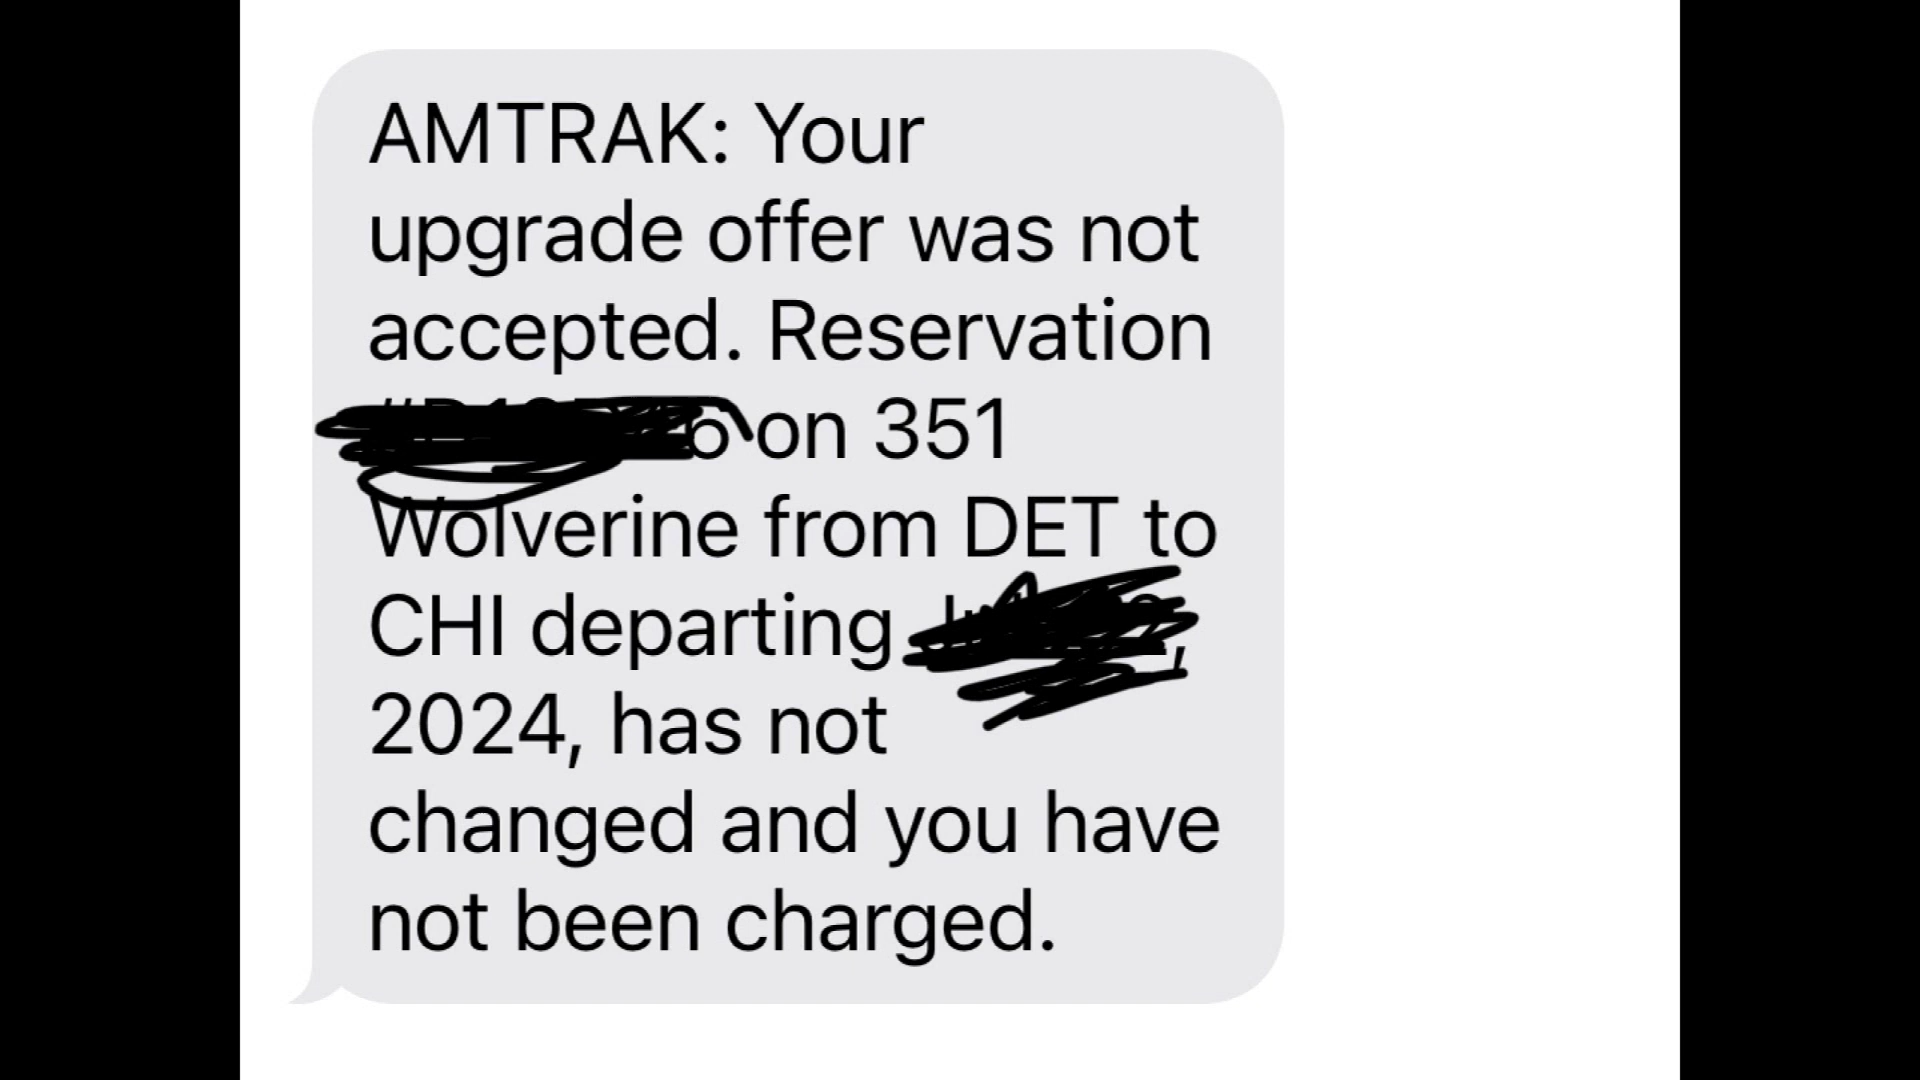 AMTRAK: Your
upgrade offer was not
accepted. Reservation
on 351
Wolverine from DET to
CHI departing
2024, has not
changed and you have
not been charged.